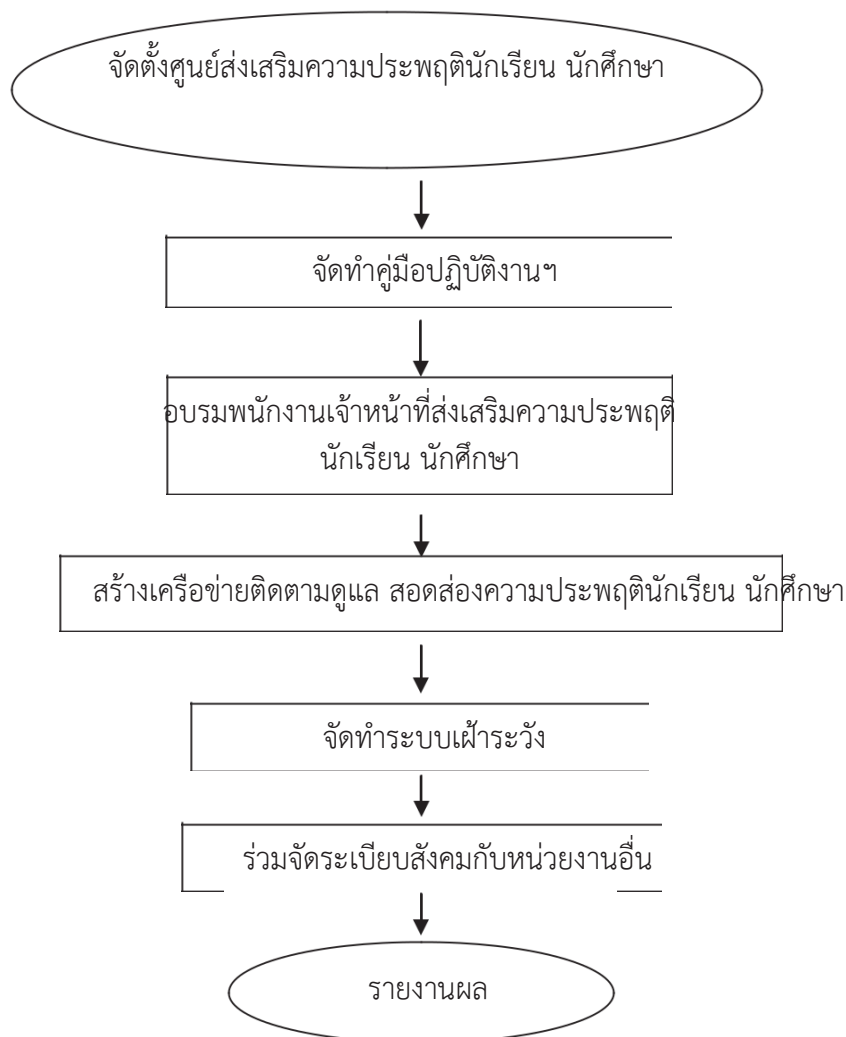 จัดตั้งศูนย์ส่งเสริมความประพฤตินักเรียน นักศึกษา
จัดทำคู่มือปฏิบัติงานฯ
อบรมพนักงานเจ้าหน้าที่ส่งเสริมความประพฤติ
นักเรียน นักศึกษา
สร้างเครือข่ายติดตามดูแล สอดส่องความประพฤตินักเรียน นักศึกษา
จัดทำระบบเฝ้าระวัง
ร่วมจัดระเบียบสังคมกับหน่วยงานอื่น
รายงานผล